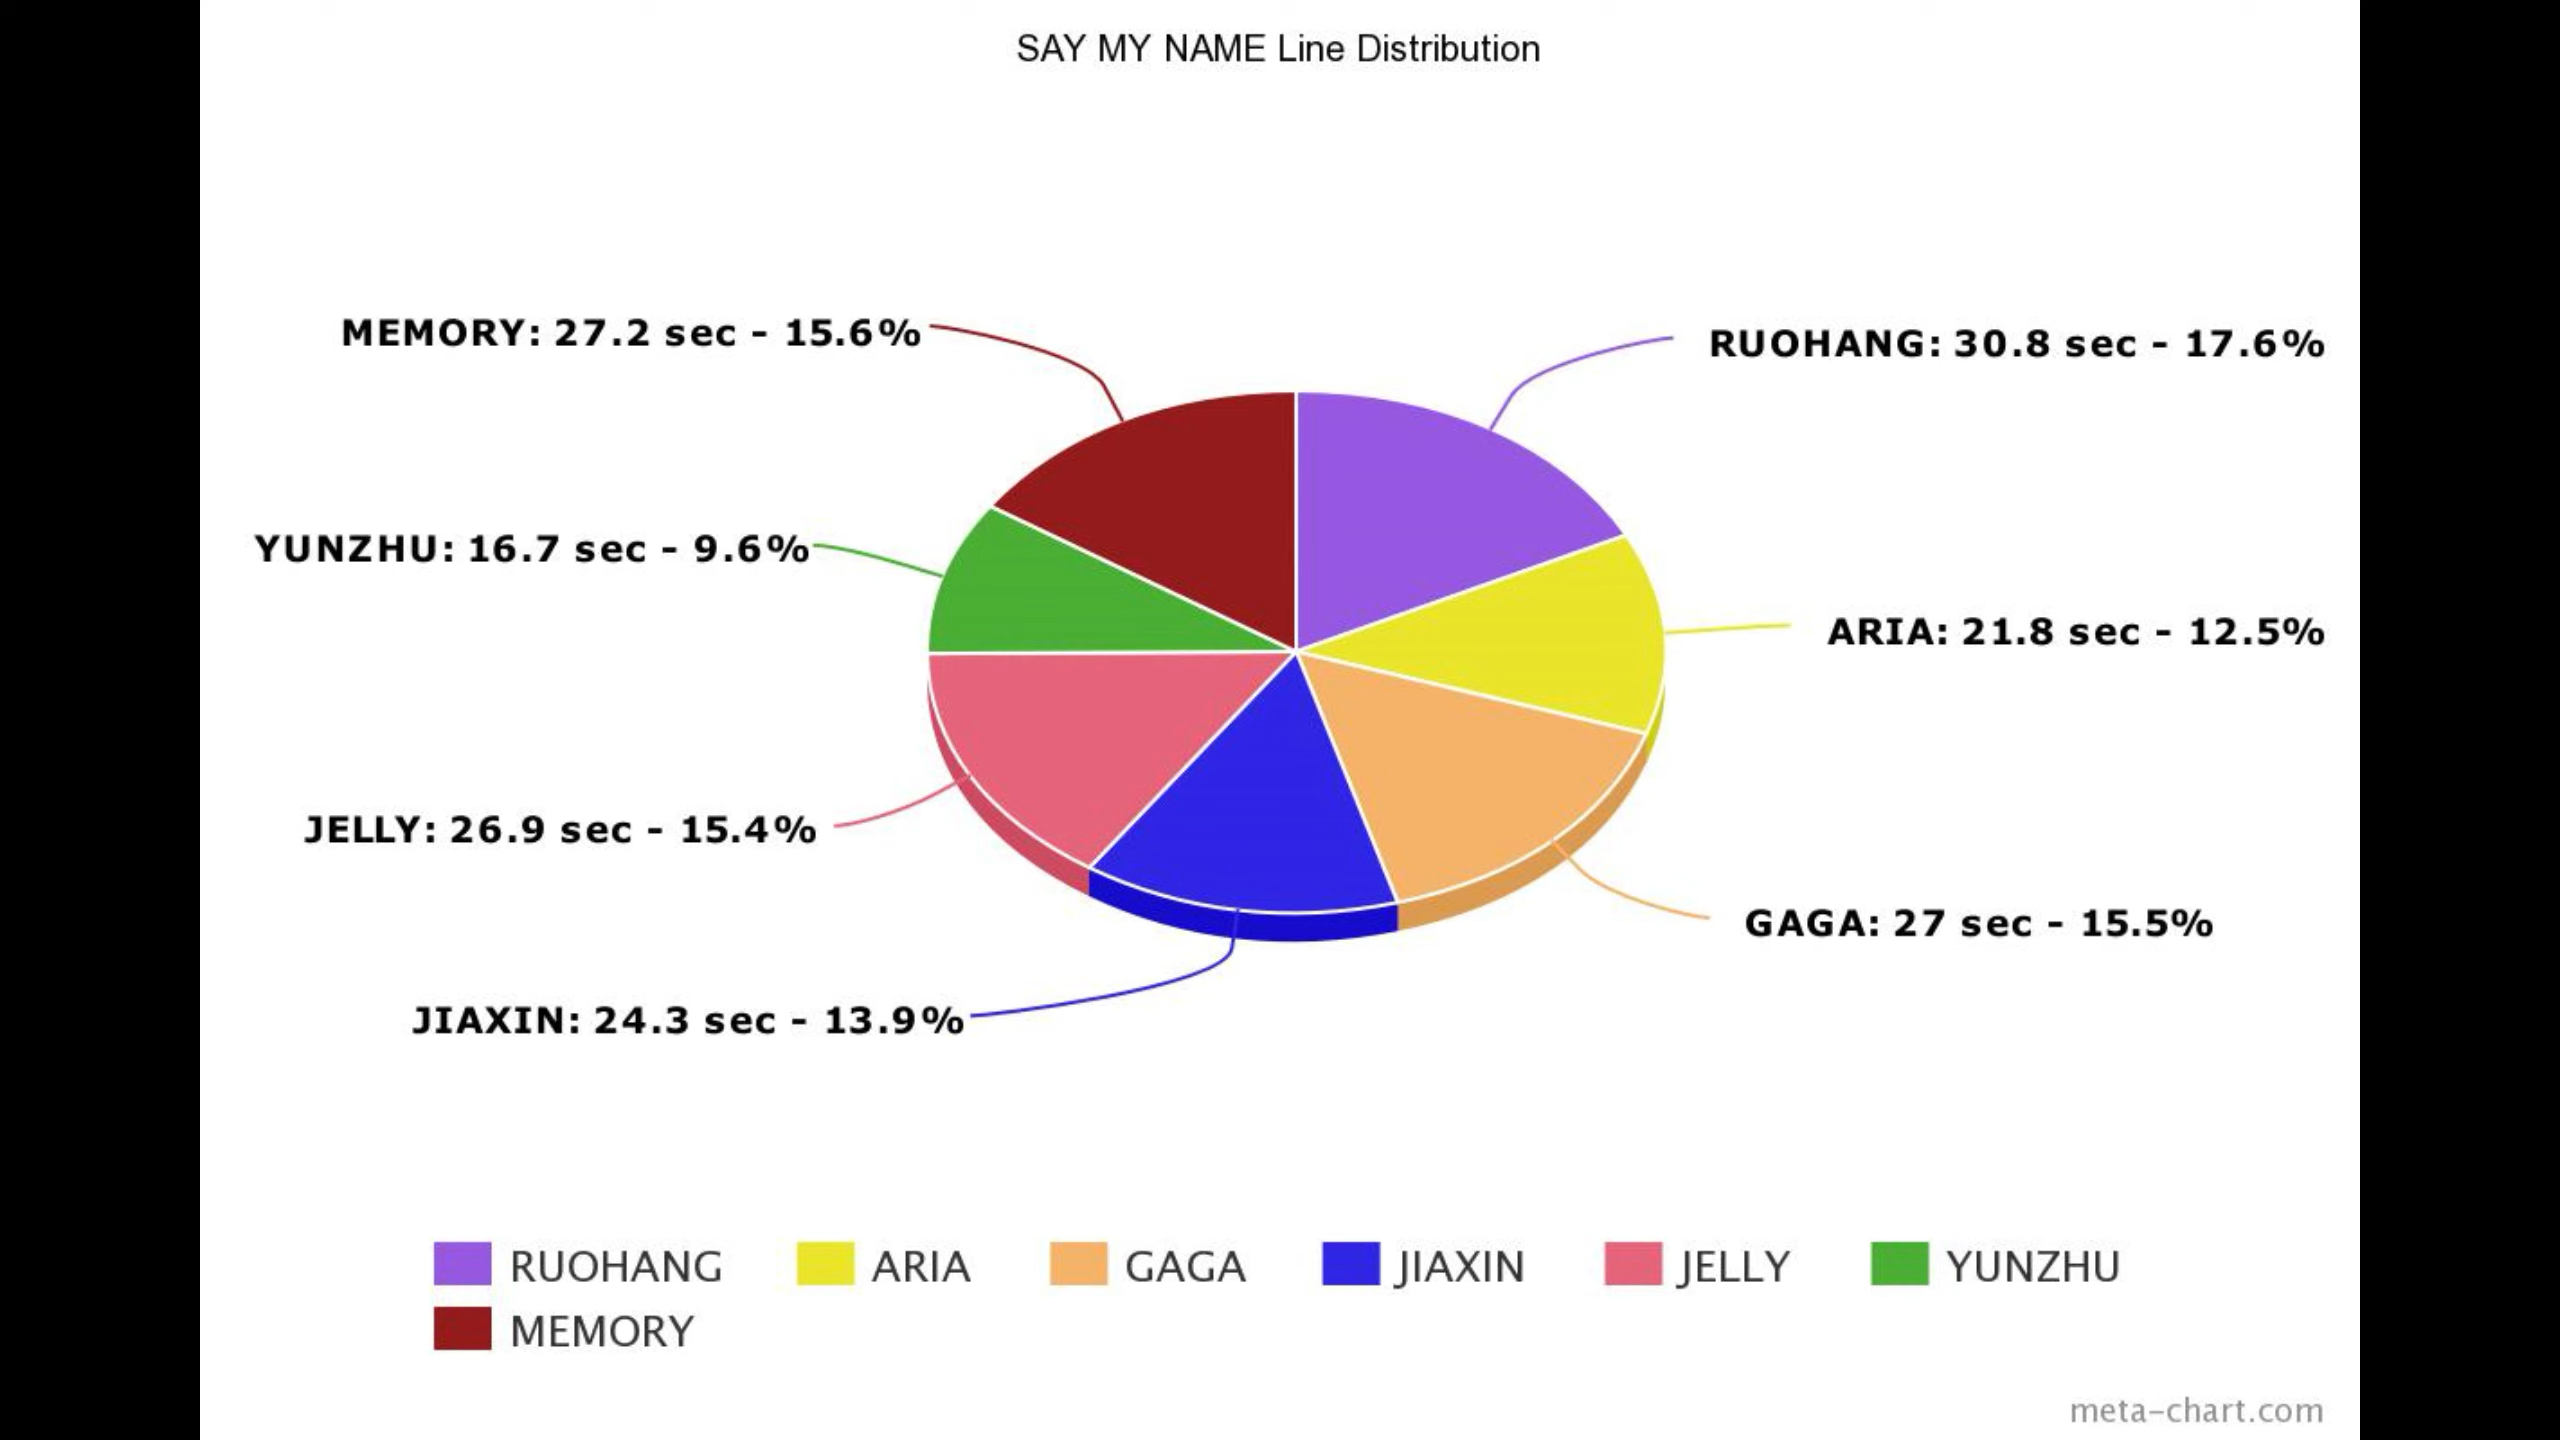 SAY MY NAME Line Distribution
MEMORY: 27.2 sec - 15.6%
RUOHANG: 30.8 sec - 17.6%
YUNZHU: 16.7 sec - 9.6%
ARIA: 21.8 sec - 12.5%
JELLY: 26.9 sec - 15.4%
GAGA: 27 sec - 15.5%
JIAXIN: 24.3 sec - 13.9%
RUOHANG ARIA GAGA JIAXIN JELLY YUNZHU
MEMORY
meta-chart.com